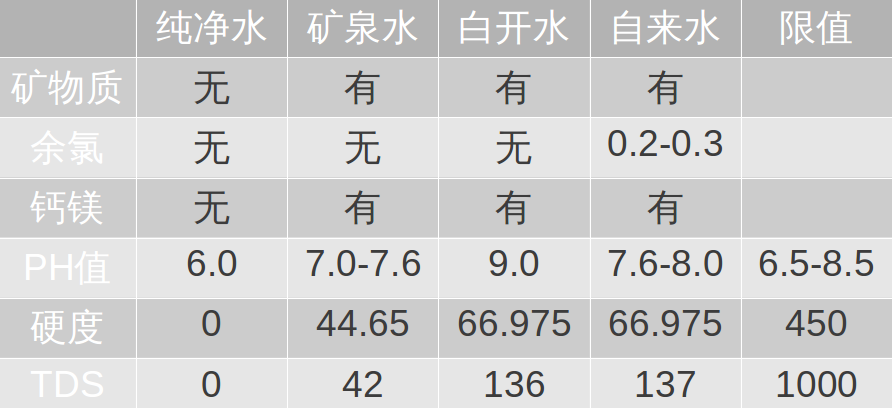 纯净水 矿泉水 白开水 自来水 限值
矿物质 无 有 有 有
余氯 无 无 无 0.2-0.3
钙镁 无 有 有 有
PH值 6.0 7.0-7.6 9.0 7.6-8.0 6.5-8.5
硬度 0 44.65 66.975 66.975 450
TDS 0 42 136 137 1000